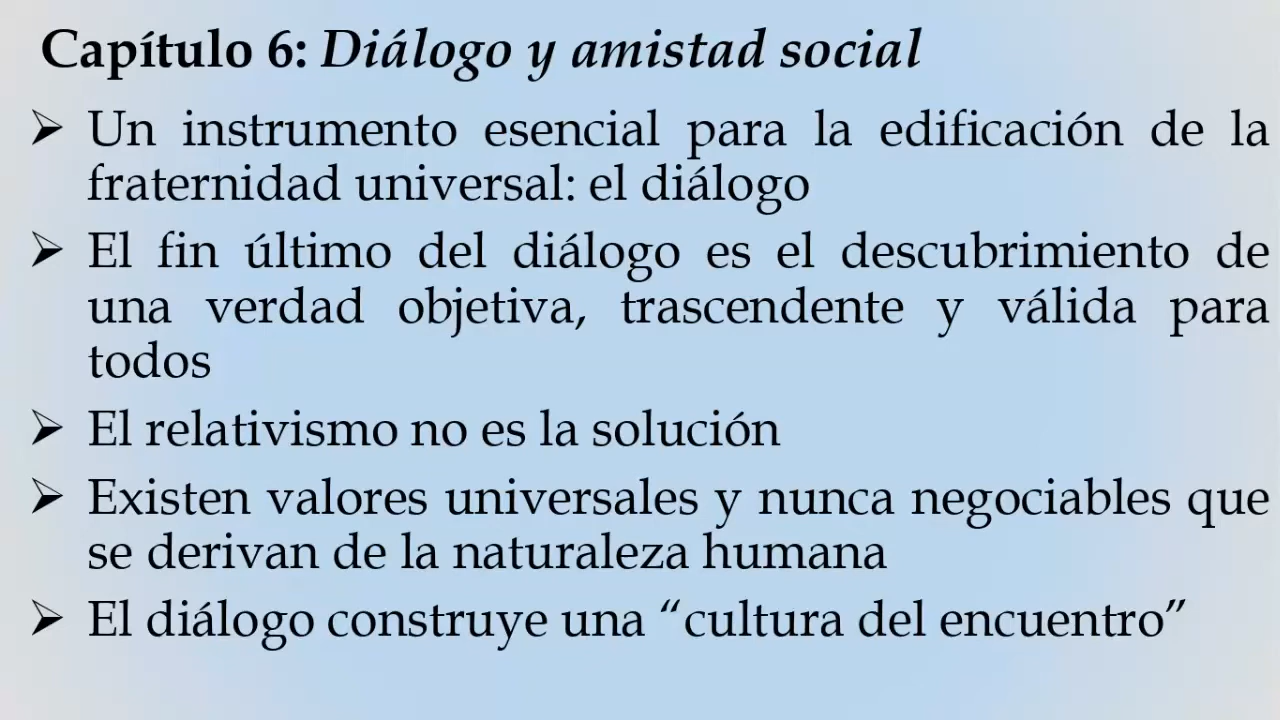 Capítulo 6: Diálogo y amistad social
➢ Un instrumento esencial para la edificación de la
fraternidad universal: el diálogo
➢ El fin último del diálogo es el descubrimiento de
una verdad objetiva, trascendente y válida para
todos
➢ El relativismo no es la solución
➢ Existen valores universales y nunca negociables que
se derivan de la naturaleza humana
➢ El diálogo construye una “cultura del encuentro”